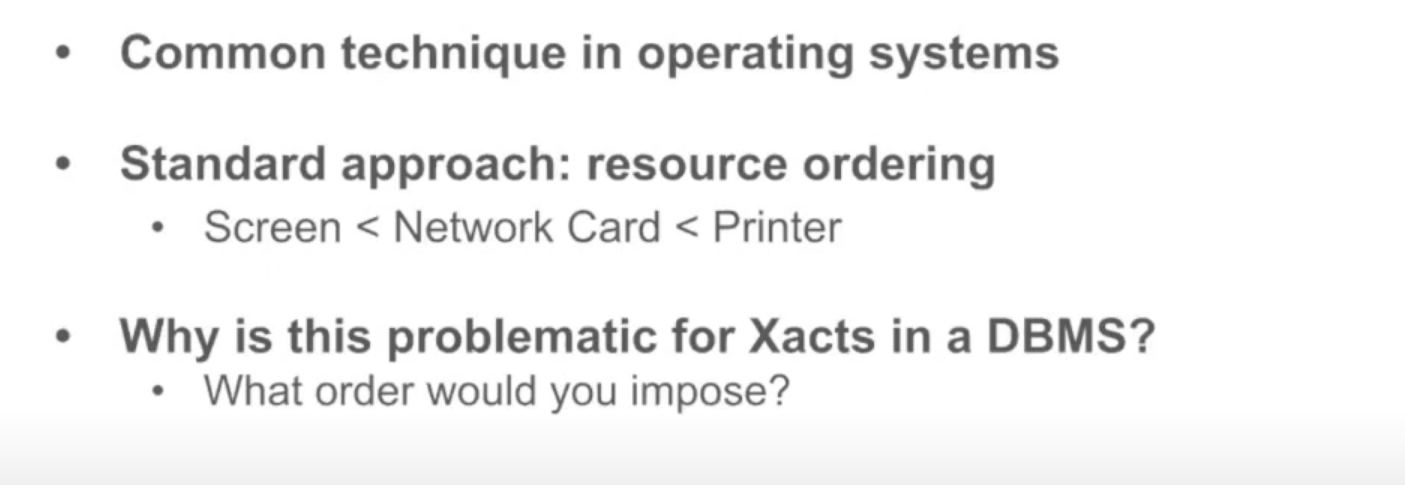 • Common technique in operating systems
• Standard approach: resource ordering
• Screen < Network Card < Printer
• Why is this problematic for Xacts in a DBMS?
• What order would you impose?